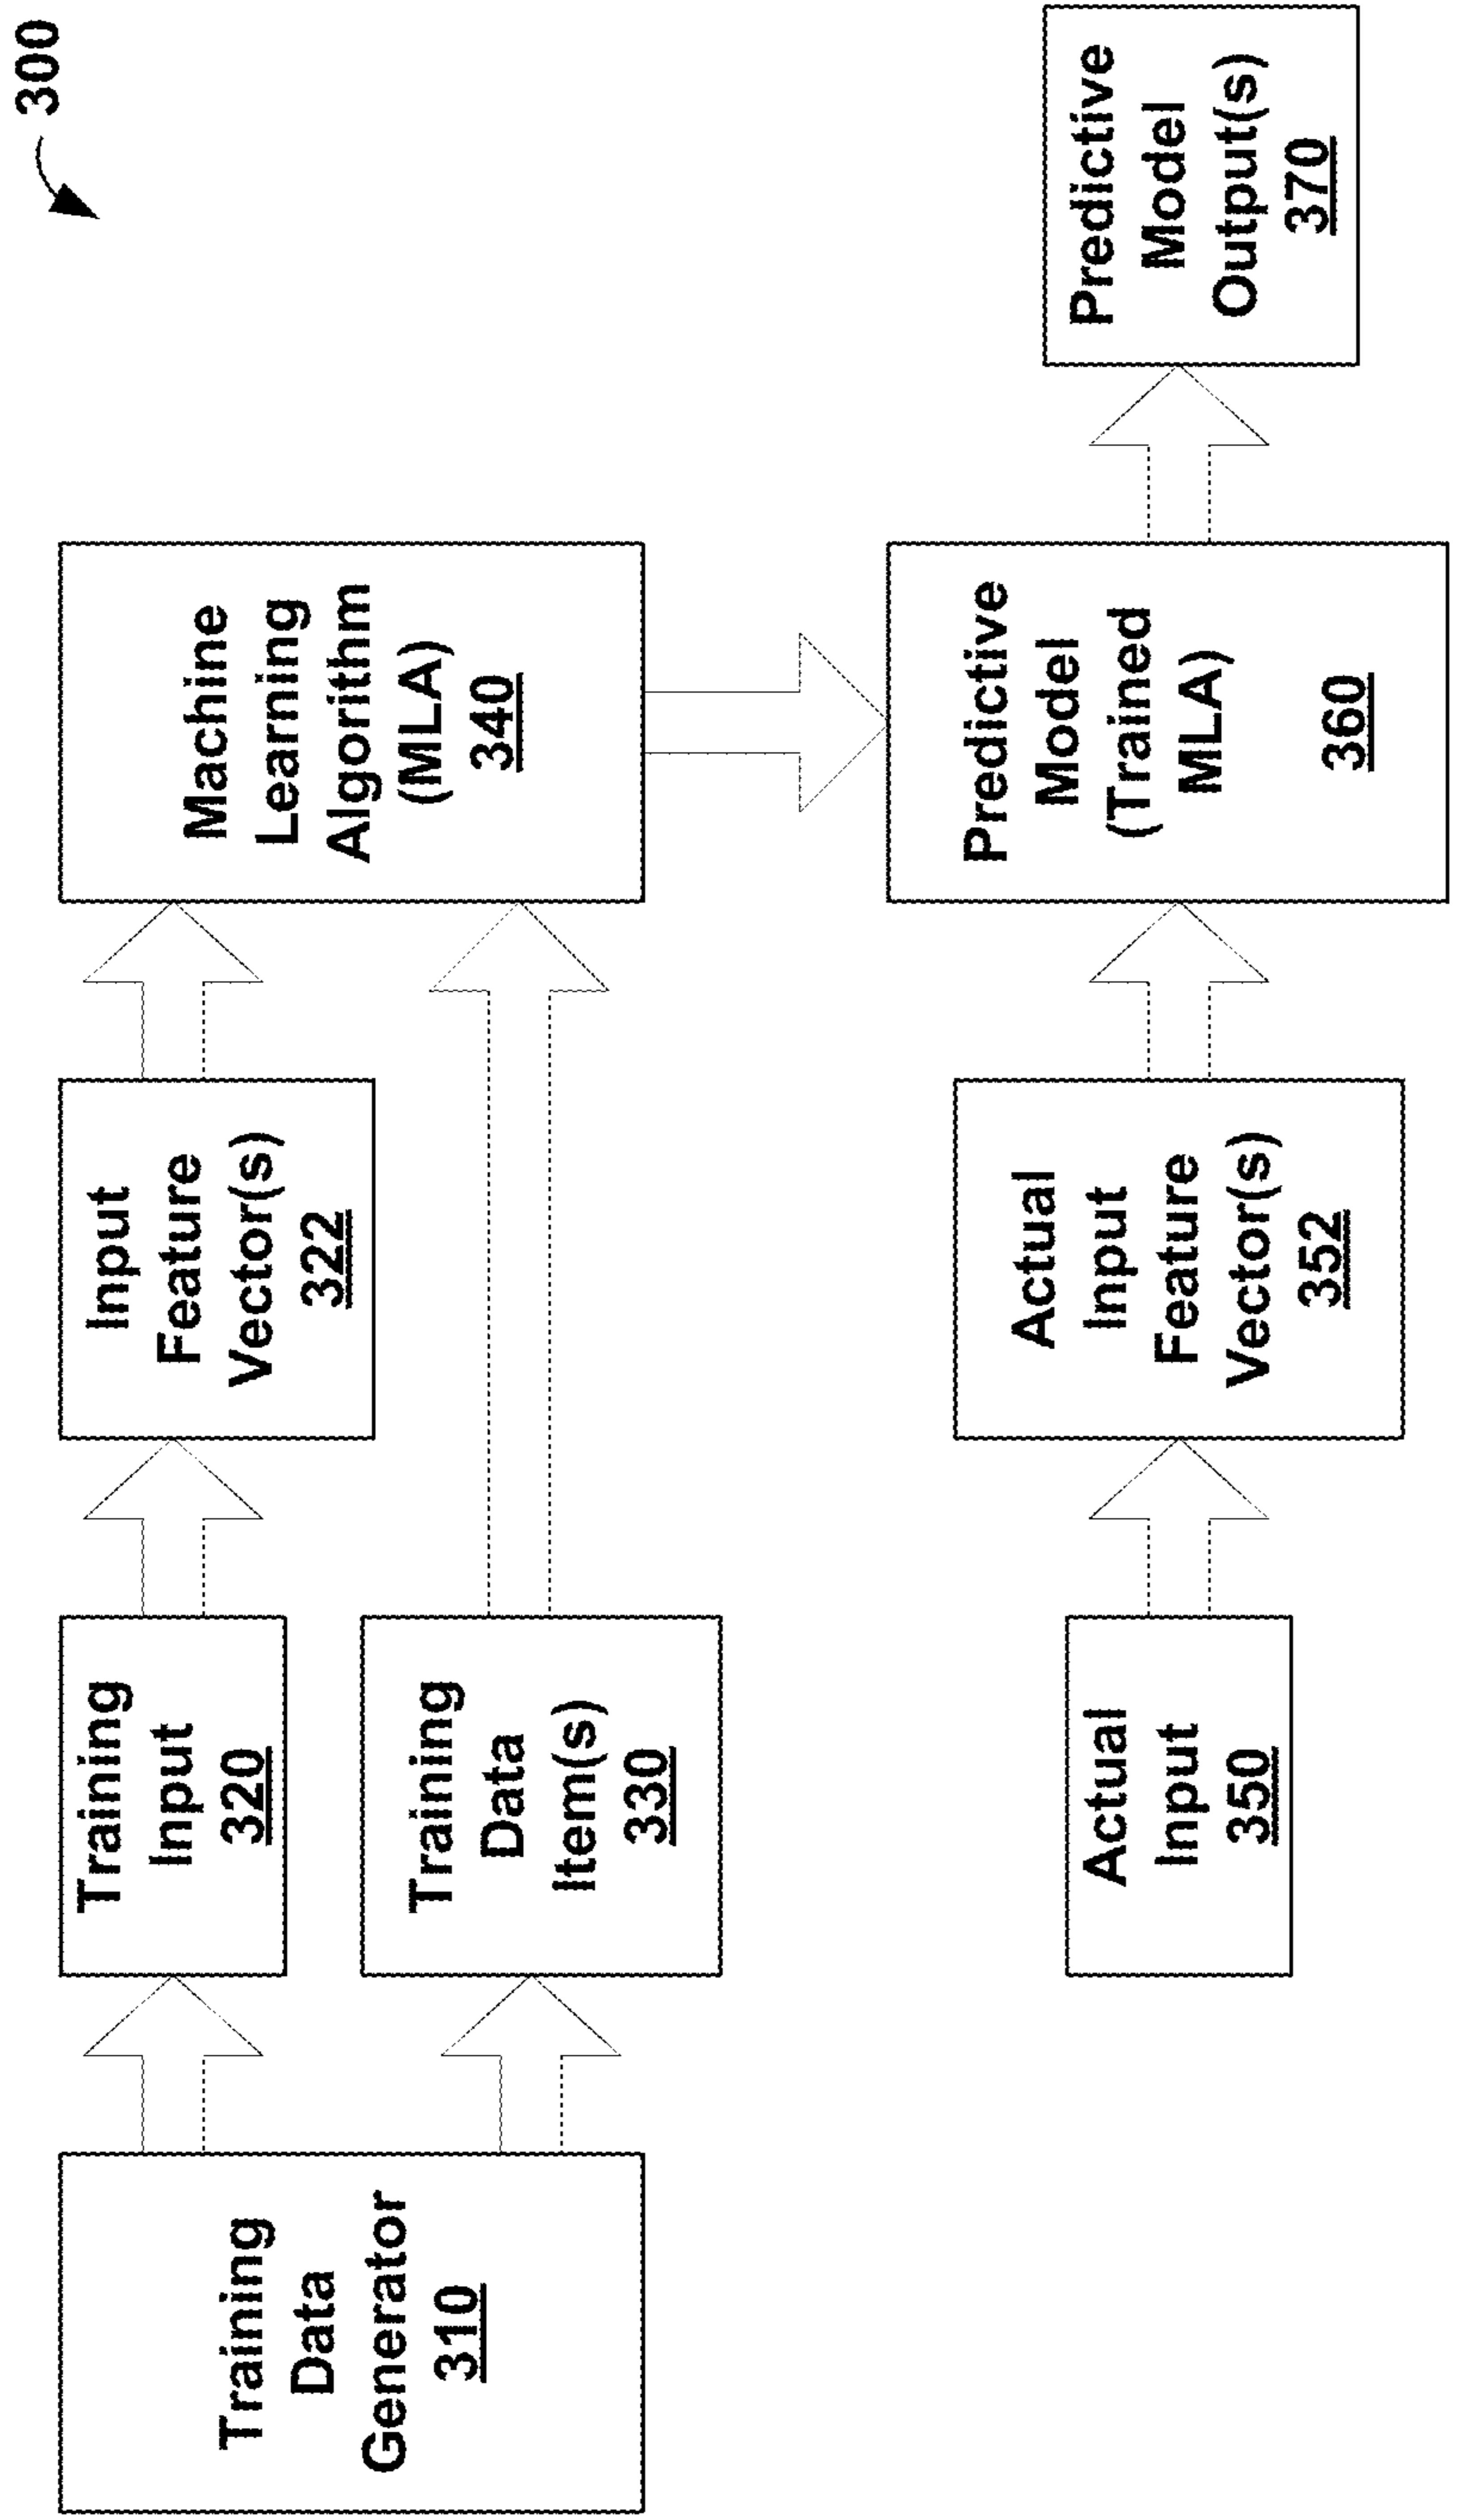 300
Training
Data
Generator
310
Training
Input
320
Input
Feature
Vector(s)
322
Training
Data
Item(s)
330
Machine
Learning
Algorithm
(MLA)
340
Actual
Input
350
Actual
Input
Feature
Vector(s)
352
Predictive
Model
(Trained
MLA)
360
Predictive
Model
Output(s)
370